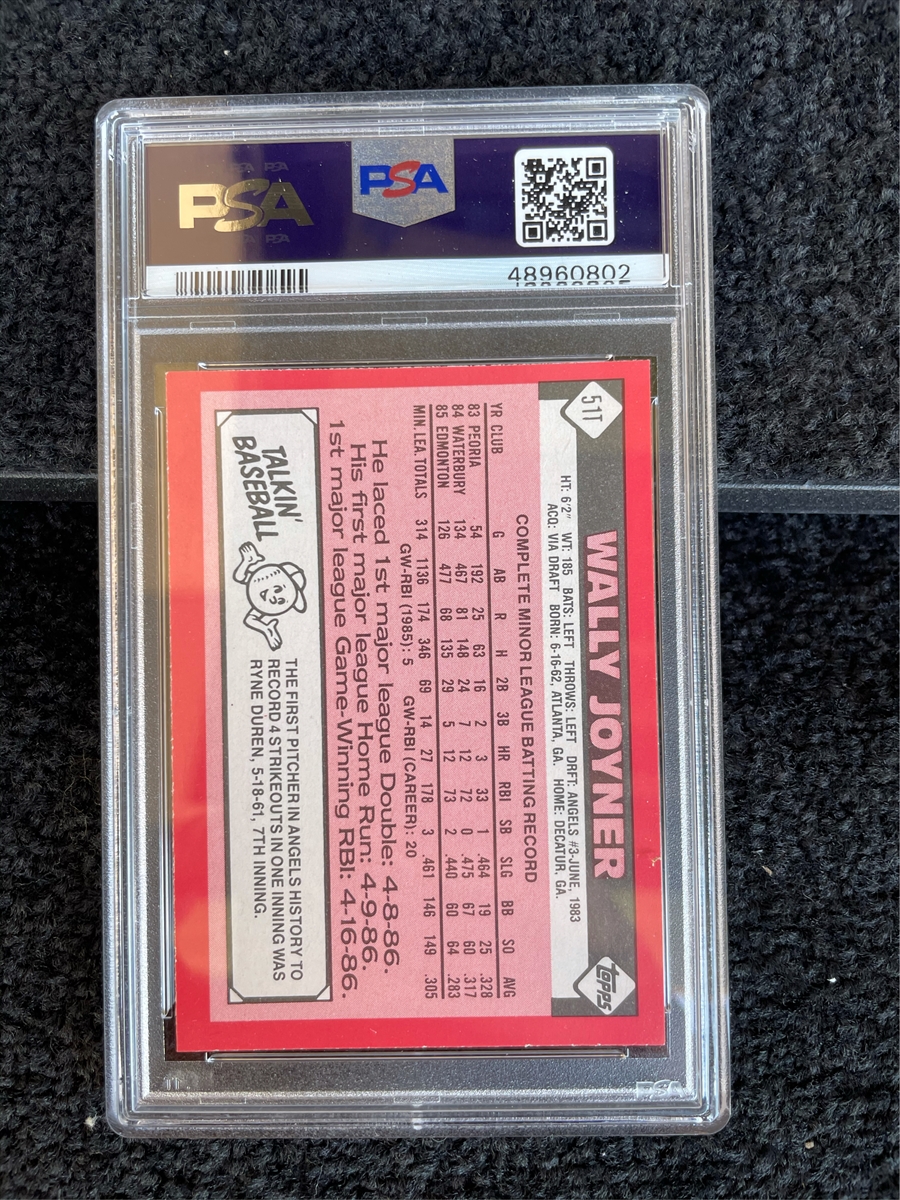 PSA
PSA
48960802
51T
WALLY JOYNER
topps
HT: 6'2" WT: 185 BATS: LEFT THROWS: LEFT DRFT: ANGELS #3-JUNE, 1983
ACQ: VIA DRAFT BORN: 6-16-62, ATLANTA, GA. HOME: DECATUR, GA.
COMPLETE MINOR LEAGUE BATTING RECORD
YR CLUB G AB R H 2B 3B HR RBI SB SLG BB SO AVG
83 PEORIA 54 192 25 63 16 2 3 33 1 .464 19 25 .328
84 WATERBURY 134 467 81 148 24 7 12 72 0 .475 67 60 .317
85 EDMONTON 126 477 68 135 29 5 12 73 2 .440 60 64 .283
MIN. LEA. TOTALS 314 1136 174 346 69 14 27 178 3 .461 146 149 .305
GW-RBI (1985): 5 GW-RBI (CAREER): 20
He laced 1st major league Double: 4-8-86.
His first major league Home Run: 4-9-86.
1st major league Game-Winning RBI: 4-16-86.
TALKIN'
BASEBALL
THE FIRST PITCHER IN ANGELS HISTORY TO
RECORD 4 STRIKEOUTS IN ONE INNING WAS
RYNE DUREN, 5-18-61, 7TH INNING.
PSA